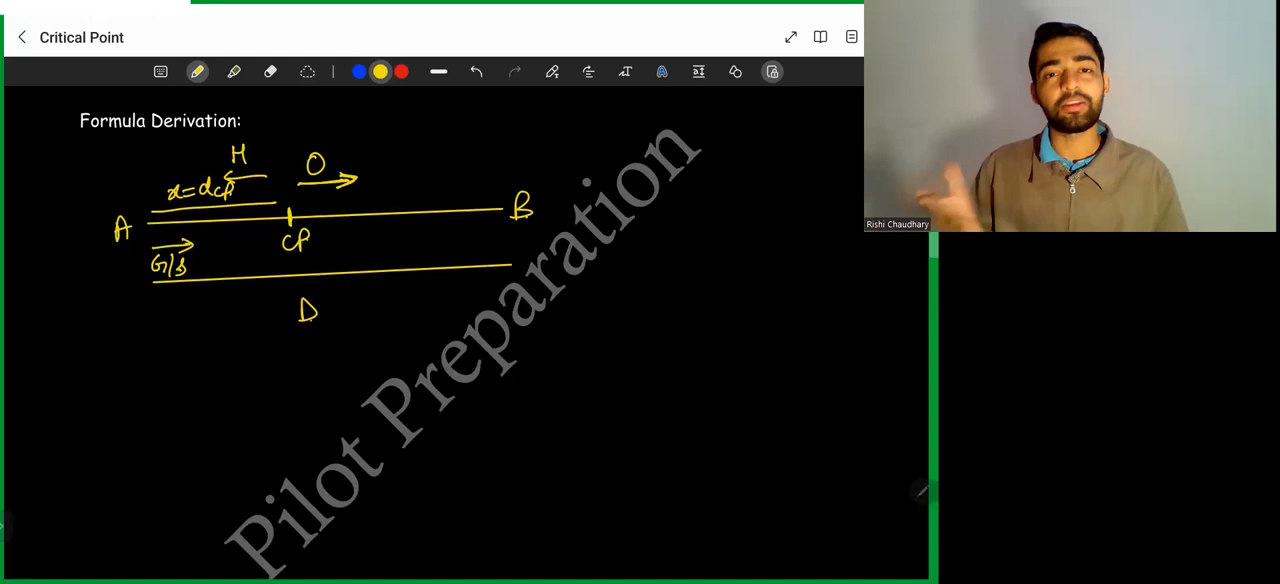 Critical Point
Formula Derivation:
H
O
x = dcp
A
B
CP
G/S
D
Pilot Preparation
Rishi Chaudhary